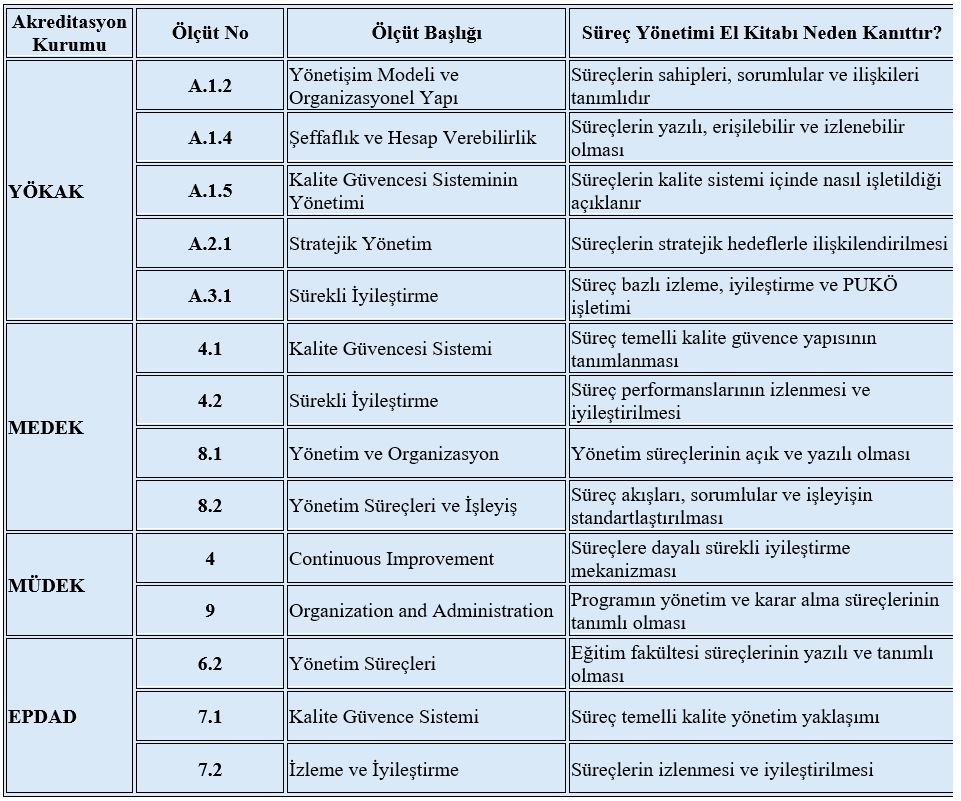 Akreditasyon
Kurumu
Ölçüt No
Ölçüt Başlığı
Süreç Yönetimi El Kitabı Neden Kanıttır?
YÖKAK
A.1.2
Yönetişim Modeli ve
Organizasyonel Yapı
Süreçlerin sahipleri, sorumlular ve ilişkileri
tanımlıdır
A.1.4
Şeffaflık ve Hesap Verebilirlik
Süreçlerin yazılı, erişilebilir ve izlenebilir
olması
A.1.5
Kalite Güvencesi Sisteminin
Yönetimi
Süreçlerin kalite sistemi içinde nasıl işletildiği
açıklanır
A.2.1
Stratejik Yönetim
Süreçlerin stratejik hedeflerle ilişkilendirilmesi
A.3.1
Sürekli İyileştirme
Süreç bazlı izleme, iyileştirme ve PUKÖ
işletimi
MEDEK
4.1
Kalite Güvencesi Sistemi
Süreç temelli kalite güvence yapısının
tanımlanması
4.2
Sürekli İyileştirme
Süreç performanslarının izlenmesi ve
iyileştirilmesi
8.1
Yönetim ve Organizasyon
Yönetim süreçlerinin açık ve yazılı olması
8.2
Yönetim Süreçleri ve İşleyiş
Süreç akışları, sorumlular ve işleyişin
standartlaştırılması
MÜDEK
4
Continuous Improvement
Süreçlere dayalı sürekli iyileştirme
mekanizması
9
Organization and Administration
Programın yönetim ve karar alma süreçlerinin
tanımlı olması
EPDAD
6.2
Yönetim Süreçleri
Eğitim fakültesi süreçlerinin yazılı ve tanımlı
olması
7.1
Kalite Güvence Sistemi
Süreç temelli kalite yönetim yaklaşımı
7.2
İzleme ve İyileştirme
Süreçlerin izlenmesi ve iyileştirilmesi